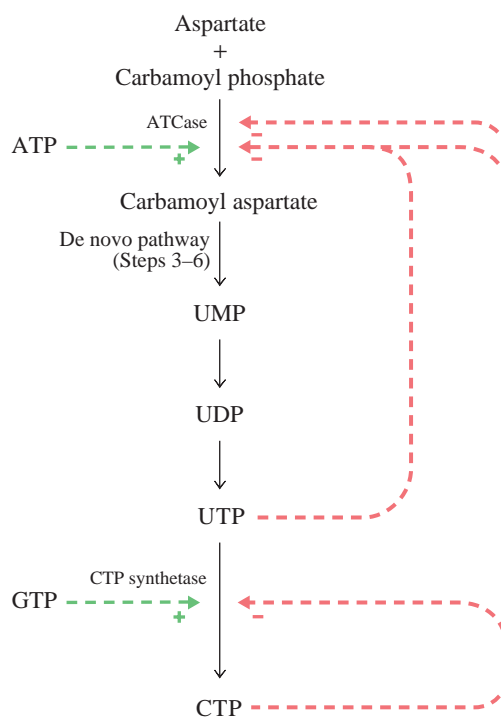 Aspartate
+
Carbamoyl phosphate
ATCase
ATP
+
−
−
Carbamoyl aspartate
De novo pathway
(Steps 3–6)
UMP
UDP
UTP
CTP synthetase
GTP
+
−
CTP